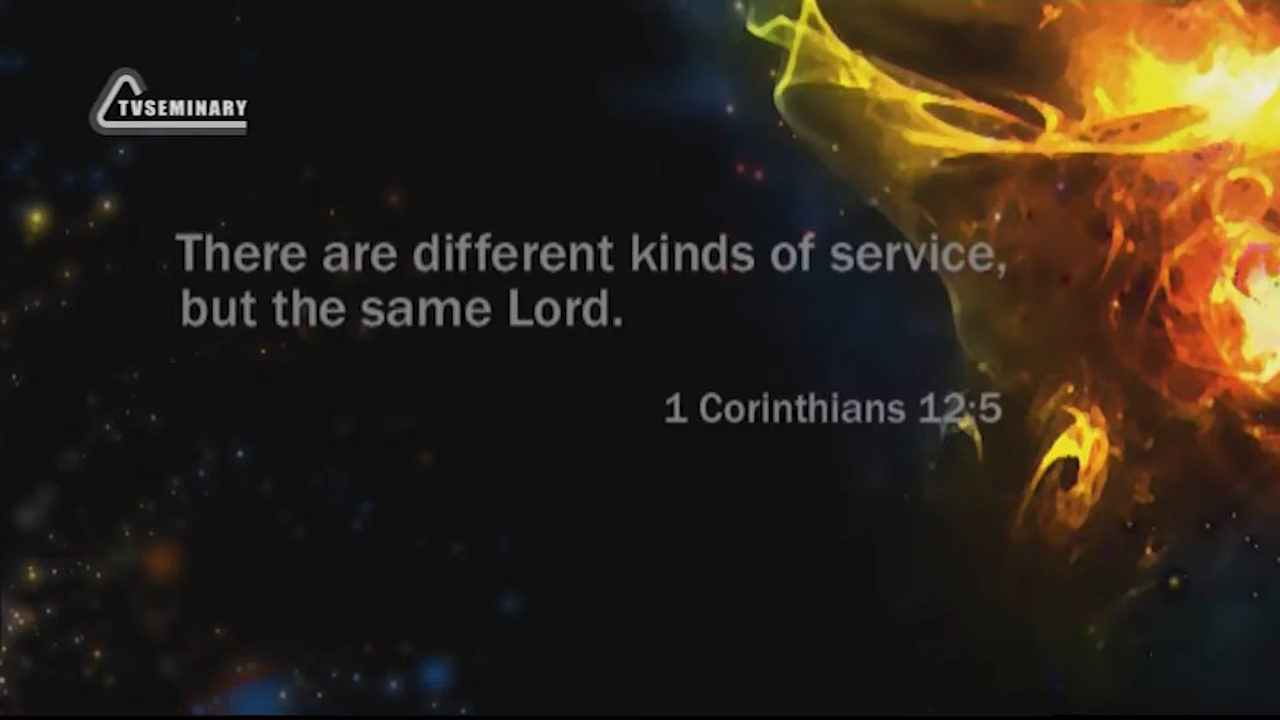 TVSEMINARY
There are different kinds of service,
but the same Lord.
1 Corinthians 12:5